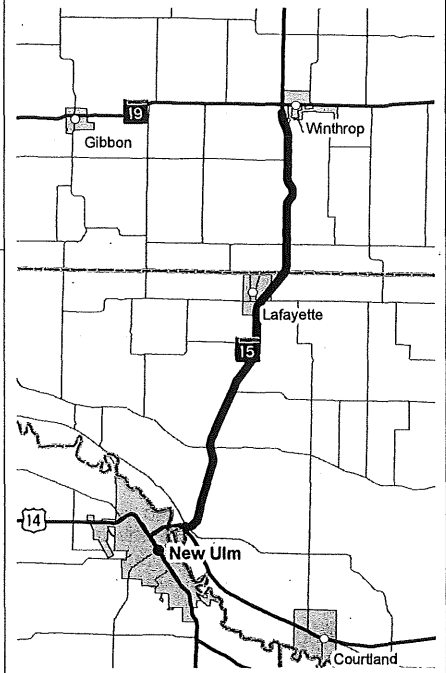 19
Winthrop
Gibbon
Lafayette
15
14
New Ulm
Courtland